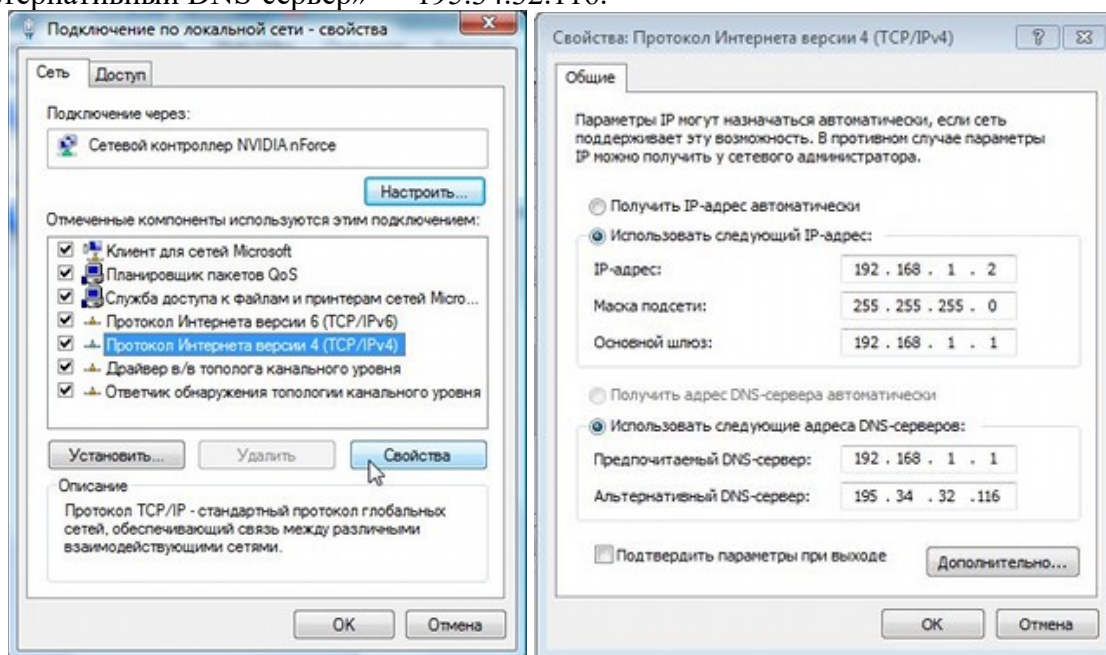 тернативный DNS-сервер» — 195.34.32.116.
Подключение по локальной сети - свойства
Сеть
Доступ
Подключение через:
Сетевой контроллер NVIDIA nForce
Настроить...
Отмеченные компоненты используются этим подключением:
Клиент для сетей Microsoft
Планировщик пакетов QoS
Служба доступа к файлам и принтерам сетей Micro...
Протокол Интернета версии 6 (TCP/IPv6)
Протокол Интернета версии 4 (TCP/IPv4)
Драйвер в/в тополога канального уровня
Ответчик обнаружения топологии канального уровня
Установить...
Удалить
Свойства
Описание
Протокол TCP/IP - стандартный протокол глобальных
сетей, обеспечивающий связь между различными
взаимодействующими сетями.
OK
Отмена
Свойства: Протокол Интернета версии 4 (TCP/IPv4)
Общие
Параметры IP могут назначаться автоматически, если сеть
поддерживает эту возможность. В противном случае параметры
IP можно получить у сетевого администратора.
Получить IP-адрес автоматически
Использовать следующий IP-адрес:
IP-адрес: 192 . 168 . 1 . 2
Маска подсети: 255 . 255 . 255 . 0
Основной шлюз: 192 . 168 . 1 . 1
Получить адрес DNS-сервера автоматически
Использовать следующие адреса DNS-серверов:
Предпочитаемый DNS-сервер: 192 . 168 . 1 . 1
Альтернативный DNS-сервер: 195 . 34 . 32 .116
Подтвердить параметры при выходе
Дополнительно...
OK
Отмена